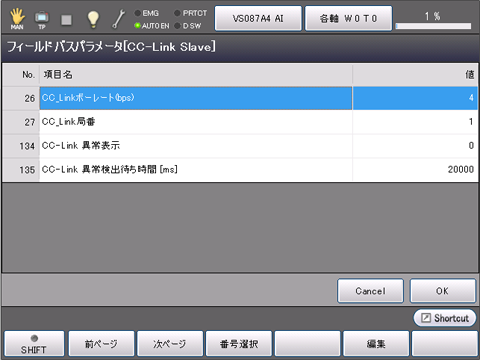 MAN
TP
EMG
PRTCT
AUTO EN
D-SW
VS087A4 AI
各軸 W0T0
1 %
フィールドバスパラメータ[CC-Link Slave]
No. 項目名 値
26 CC_Linkボーレート(bps) 4
27 CC_Link局番 1
134 CC-Link 異常表示 0
135 CC-Link 異常検出待ち時間 [ms] 20000
Cancel OK
Shortcut
SHIFT 前ページ 次ページ 番号選択 編集